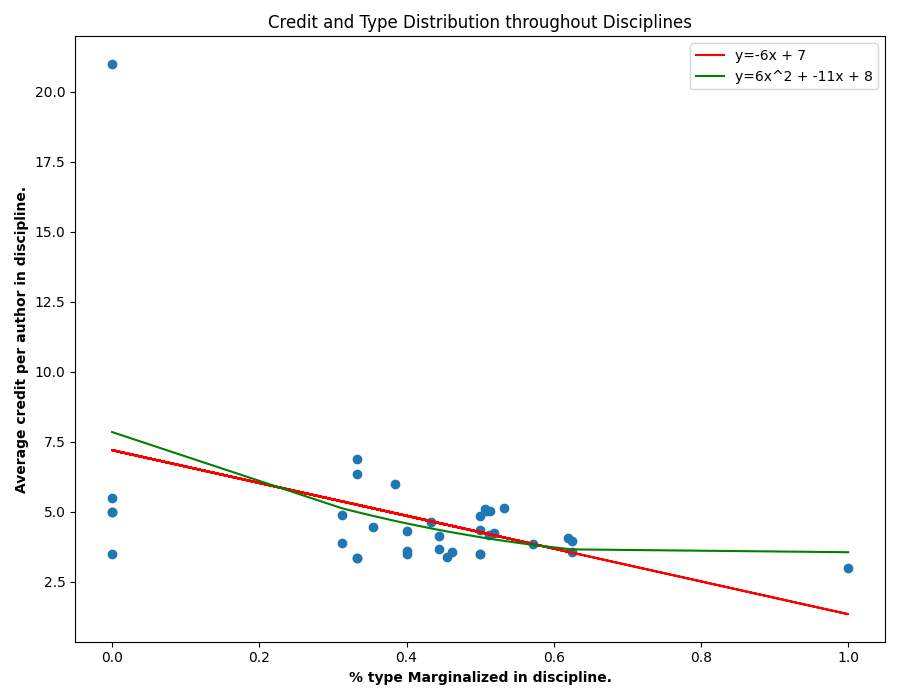 Credit and Type Distribution throughout Disciplines
y=-6x + 7
y=6x^2 + -11x + 8
Average credit per author in discipline.
20.0
17.5
15.0
12.5
10.0
7.5
5.0
2.5
0.0 0.2 0.4 0.6 0.8 1.0
% type Marginalized in discipline.